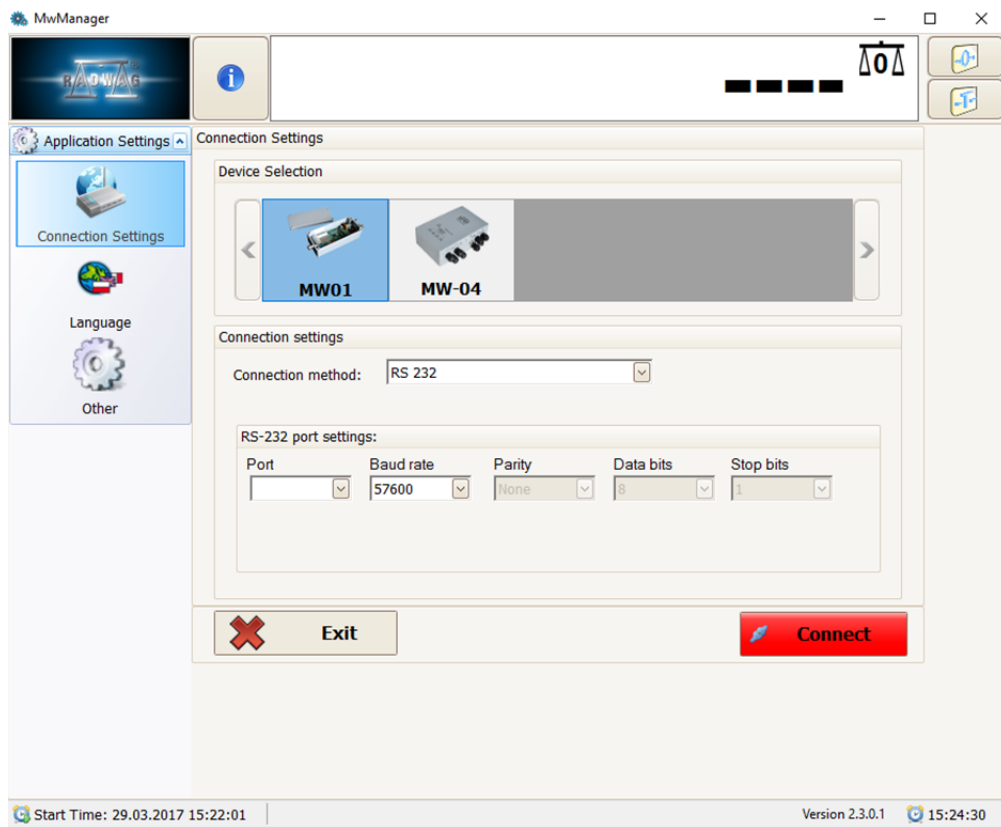 MwManager
RADWAG
0
-0-
-T-
Application Settings
Connection Settings
Language
Other
Connection Settings
Device Selection
MW01
MW-04
Connection settings
Connection method: RS 232
RS-232 port settings:
Port Baud rate Parity Data bits Stop bits
57600 None 8 1
Exit
Connect
Start Time: 29.03.2017 15:22:01
Version 2.3.0.1
15:24:30